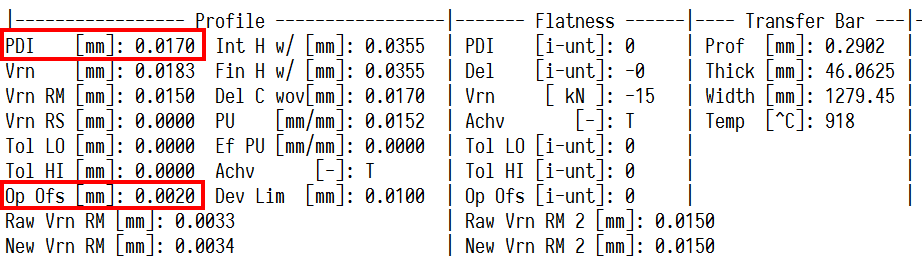 |----------------- Profile ----------------|------- Flatness ------|---- Transfer Bar ---|-
PDI    [mm]: 0.0170  Int H w/ [mm]: 0.0355 | PDI   [i-unt]: 0      | Prof  [mm]: 0.2902   |
Vrn    [mm]: 0.0183  Fin H w/ [mm]: 0.0355 | Del   [i-unt]: -0     | Thick [mm]: 46.0625  |
Vrn RM [mm]: 0.0150  Del C wov[mm]: 0.0170 | Vrn    [ kN ]: -15    | Width [mm]: 1279.45  |
Vrn RS [mm]: 0.0000  PU    [mm/mm]: 0.0152 | Achv      [-]: T      | Temp  [^C]: 918      |
Tol LO [mm]: 0.0000  Ef PU [mm/mm]: 0.0000 | Tol LO [i-unt]: 0     |                      |
Tol HI [mm]: 0.0000  Achv      [-]: T      | Tol HI [i-unt]: 0     |                      |
Op Ofs [mm]: 0.0020  Dev Lim  [mm]: 0.0100 | Op Ofs [i-unt]: 0     |                      |
Raw Vrn RM [mm]: 0.0033                    | Raw Vrn RM 2 [mm]: 0.0150
New Vrn RM [mm]: 0.0034                    | New Vrn RM 2 [mm]: 0.0150